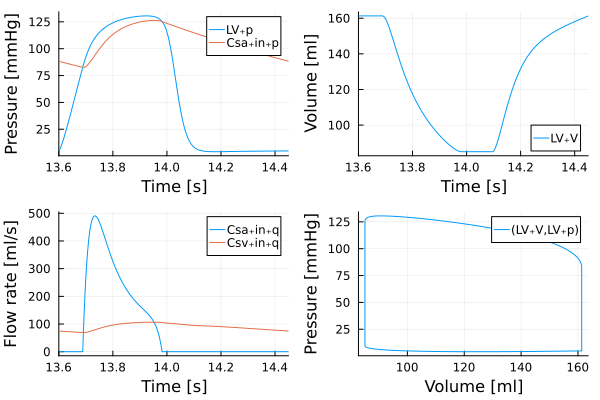 Pressure [mmHg]
125
100
75
50
25
13.6
13.8
14.0
14.2
14.4
Time [s]
LV₊p
Csa₊in₊p
Volume [ml]
160
140
120
100
13.6
13.8
14.0
14.2
14.4
Time [s]
LV₊V
Flow rate [ml/s]
500
400
300
200
100
0
13.6
13.8
14.0
14.2
14.4
Time [s]
Csa₊in₊q
Csv₊in₊q
Pressure [mmHg]
125
100
75
50
25
100
120
140
160
Volume [ml]
(LV₊V,LV₊p)